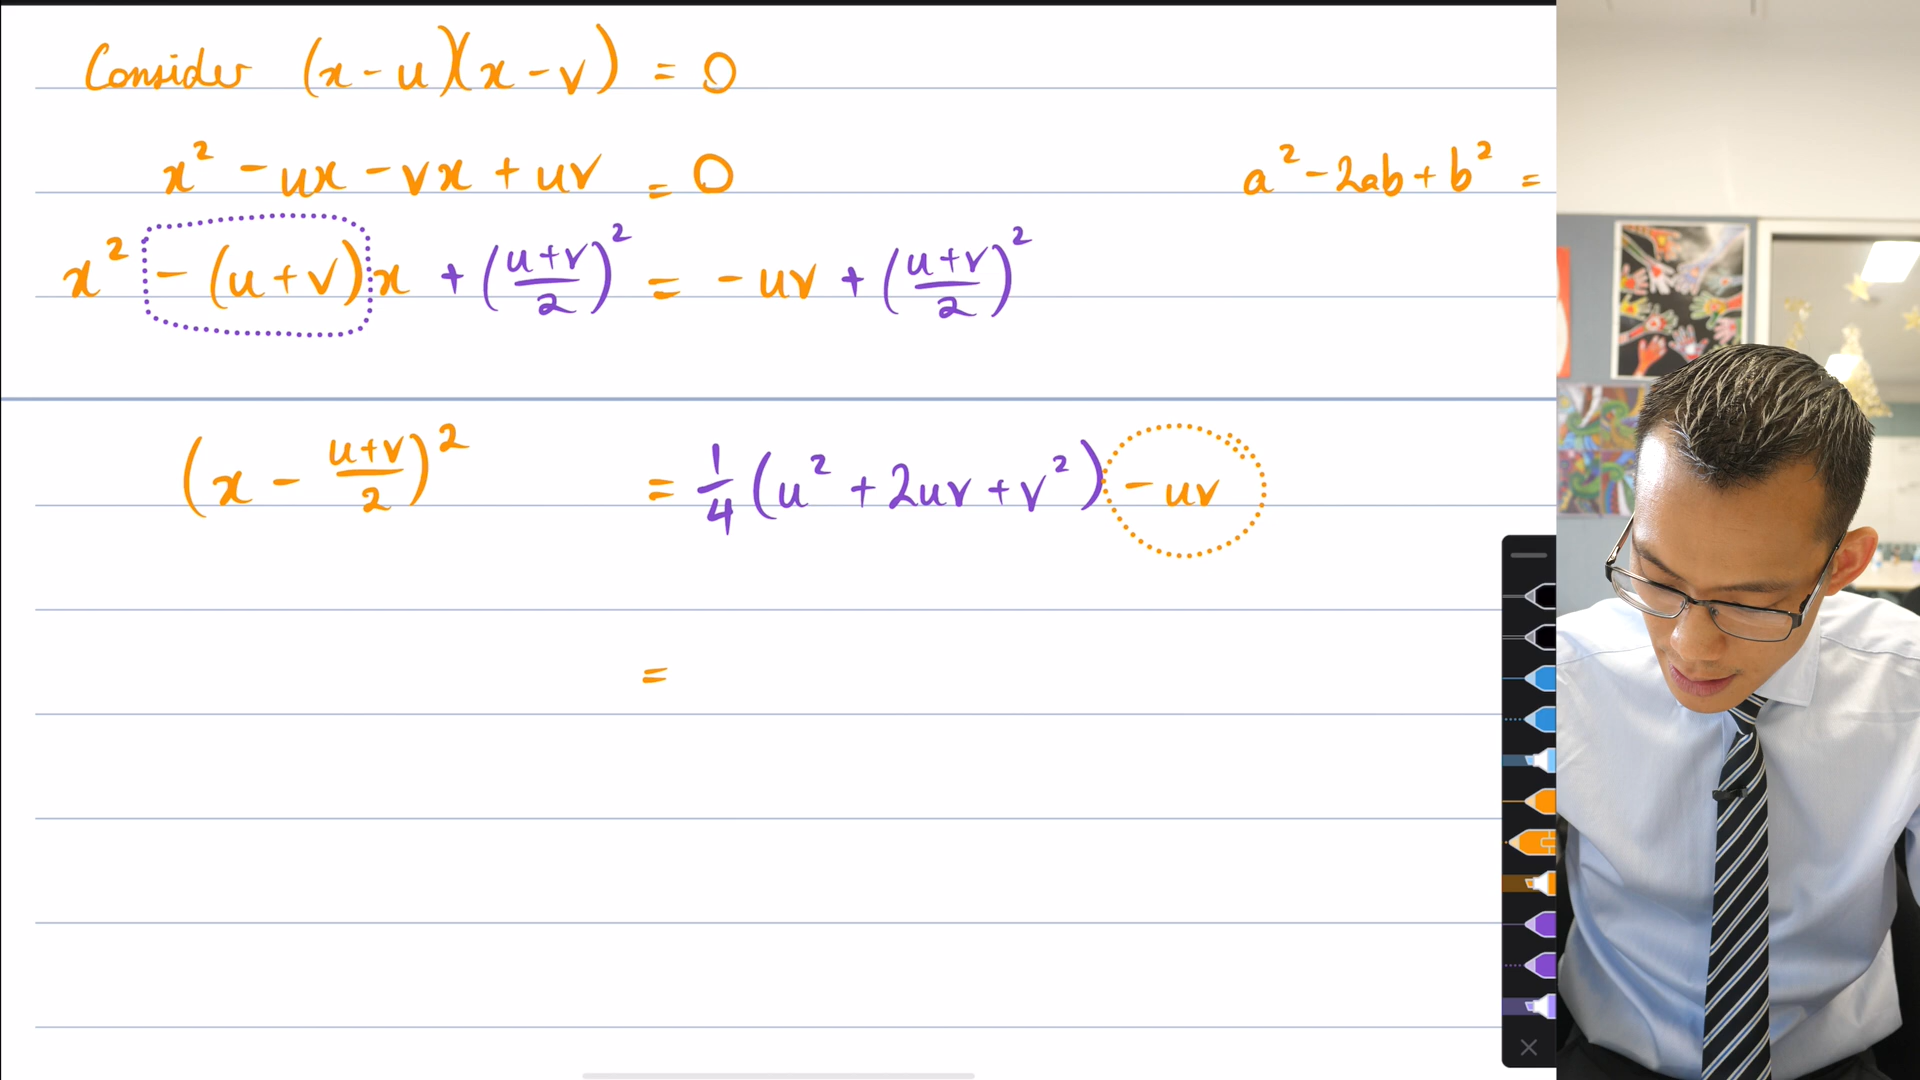 Consider (x-u)(x-v) = 0
x² - ux - vx + uv = 0
a² - 2ab + b² =
x² - (u+v)x + ((u+v)/2)² = -uv + ((u+v)/2)²
(x - (u+v)/2)² = 1/4 (u² + 2uv + v²) - uv
=